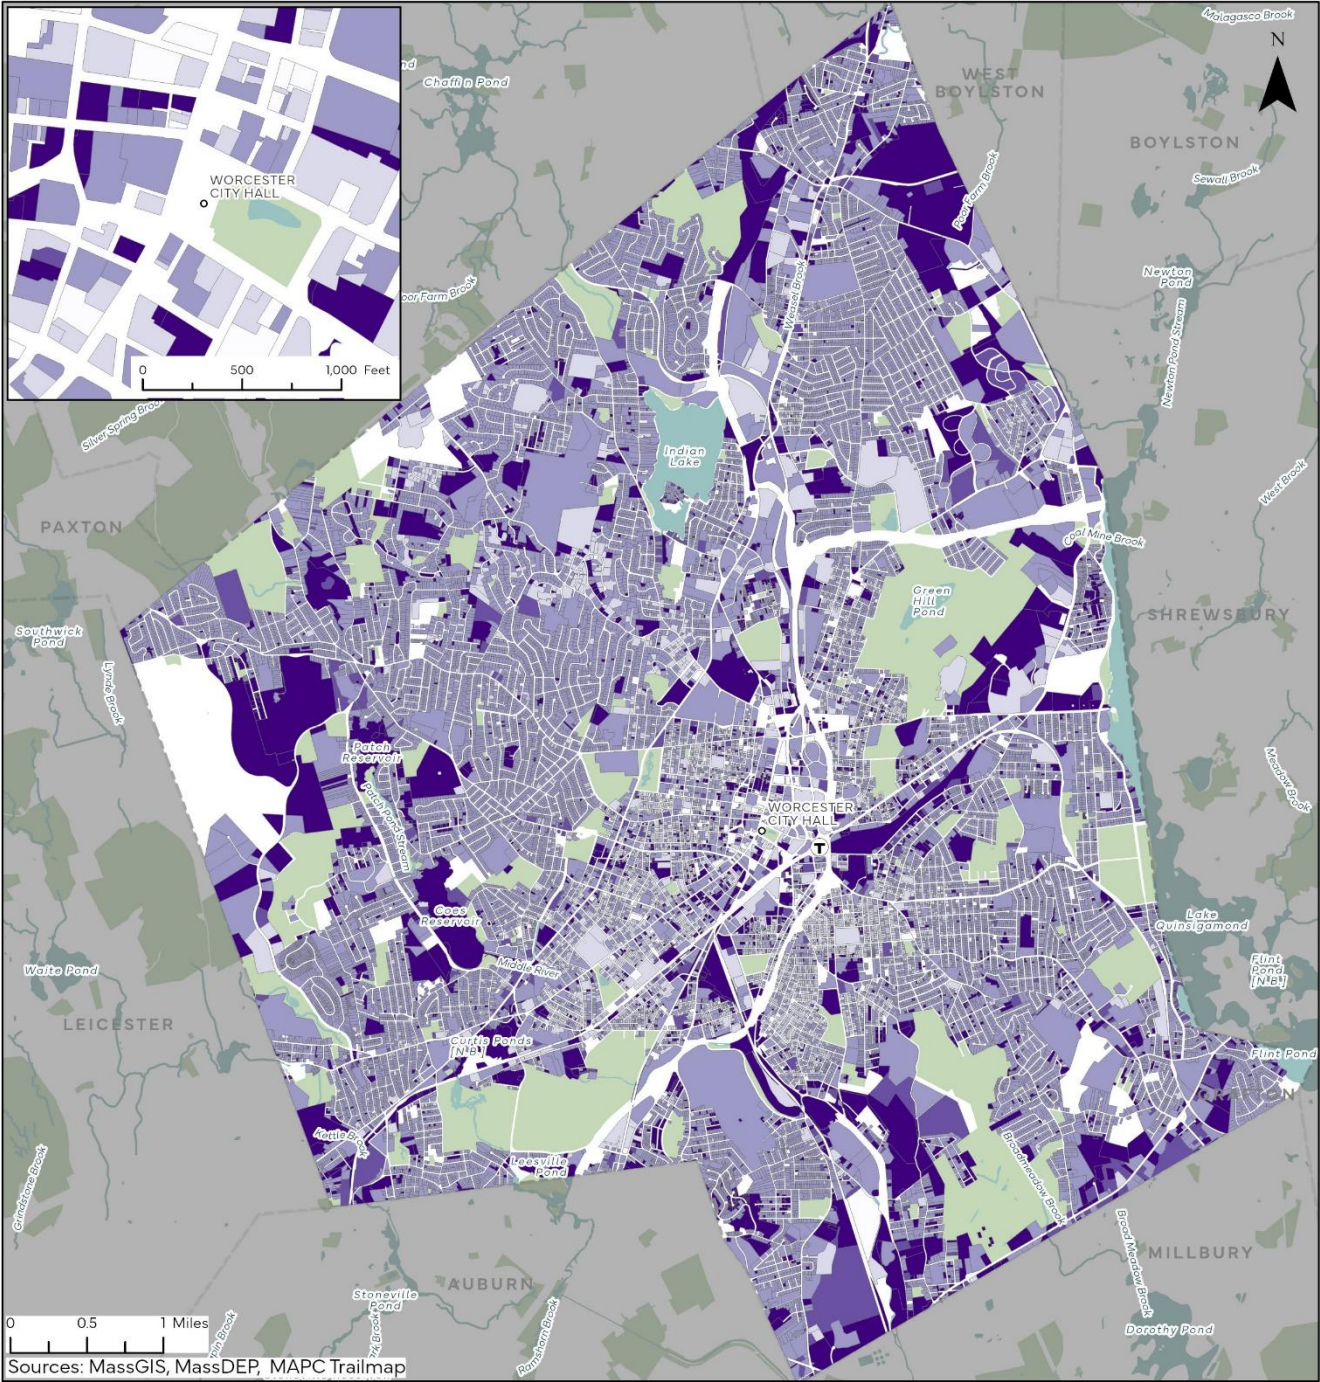 Malagasco Brook
N
Chaffin Pond
WEST
BOYLSTON
BOYLSTON
Sewall Brook
Poor Farm Brook
WORCESTER
CITY HALL
0 500 1,000 Feet
Newton
Pond
Newton Pond Stream
Weasel Brook
Silver Spring
Indian
Lake
West Brook
PAXTON
Coal Mine Brook
Green
Hill
Pond
SHREWSBURY
Southwick
Pond
Lynde Brook
Patch
Reservoir
Patch Pond Stream
Meadow Brook
WORCESTER
CITY HALL
T
Coes
Reservoir
Lake
Quinsigamond
Middle River
Waite Pond
Flint
Pond
[N.B.]
LEICESTER
Curtis Ponds
[N.B.]
Flint Pond
Kettle Brook
Leesville
Pond
Broadmeadow Brook
Grindstone Brook
Broad Meadow Brook
MILLBURY
AUBURN
Stoneville
Pond
Ramshorn Brook
Dorothy Pond
0 0.5 1 Miles
Sources: MassGIS, MassDEP, MAPC Trailmap